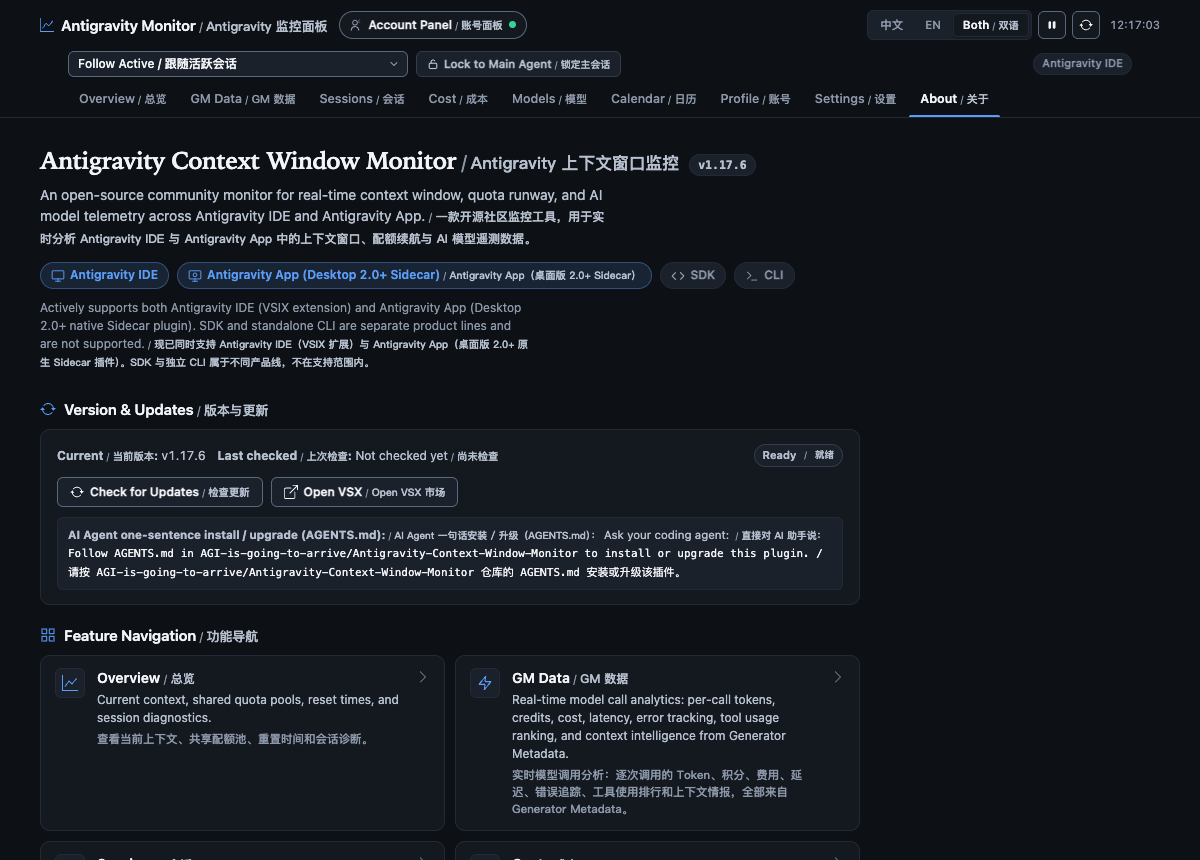 Antigravity Monitor / Antigravity 监控面板
Account Panel / 账号面板
中文 EN Both / 双语
12:17:03
Follow Active / 跟随活跃会话
Lock to Main Agent / 锁定主会话
Antigravity IDE
Overview / 总览 GM Data / GM 数据 Sessions / 会话 Cost / 成本 Models / 模型 Calendar / 日历 Profile / 账号 Settings / 设置 About / 关于
Antigravity Context Window Monitor / Antigravity 上下文窗口监控 v1.17.6
An open-source community monitor for real-time context window, quota runway, and AI
model telemetry across Antigravity IDE and Antigravity App. / 一款开源社区监控工具，用于实
时分析 Antigravity IDE 与 Antigravity App 中的上下文窗口、配额续航与 AI 模型遥测数据。
Antigravity IDE
Antigravity App (Desktop 2.0+ Sidecar) / Antigravity App（桌面版 2.0+ Sidecar）
SDK
CLI
Actively supports both Antigravity IDE (VSIX extension) and Antigravity App (Desktop
2.0+ native Sidecar plugin). SDK and standalone CLI are separate product lines and
are not supported. / 现已同时支持 Antigravity IDE（VSIX 扩展）与 Antigravity App（桌面版 2.0+ 原
生 Sidecar 插件）。SDK 与独立 CLI 属于不同产品线，不在支持范围内。
Version & Updates / 版本与更新
Current / 当前版本: v1.17.6 Last checked / 上次检查: Not checked yet / 尚未检查
Ready / 就绪
Check for Updates / 检查更新
Open VSX / Open VSX 市场
AI Agent one-sentence install / upgrade (AGENTS.md): / AI Agent 一句话安装 / 升级（AGENTS.md）： Ask your coding agent: / 直接对 AI 助手说：
Follow AGENTS.md in AGI-is-going-to-arrive/Antigravity-Context-Window-Monitor to install or upgrade this plugin. /
请按 AGI-is-going-to-arrive/Antigravity-Context-Window-Monitor 仓库的 AGENTS.md 安装或升级该插件。
Feature Navigation / 功能导航
Overview / 总览
Current context, shared quota pools, reset times, and
session diagnostics.
查看当前上下文、共享配额池、重置时间和会话诊断。
GM Data / GM 数据
Real-time model call analytics: per-call tokens,
credits, cost, latency, error tracking, tool usage
ranking, and context intelligence from Generator
Metadata.
实时模型调用分析：逐次调用的 Token、积分、费用、延
迟、错误追踪、工具使用排行和上下文情报，全部来自
Generator Metadata。